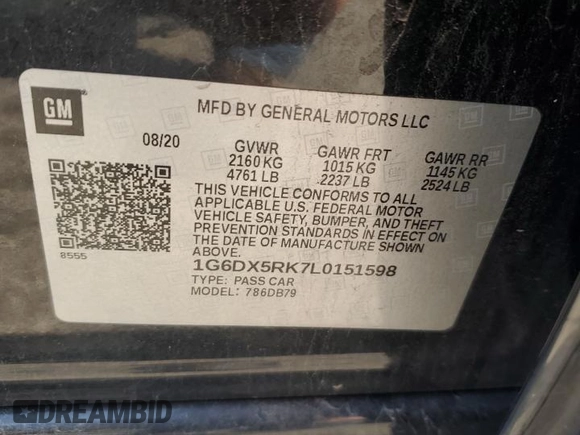 GM
MFD BY GENERAL MOTORS LLC
08/20
GVWR GAWR FRT GAWR RR
2160 KG 1015 KG 1145 KG
4761 LB 2237 LB 2524 LB
THIS VEHICLE CONFORMS TO ALL
APPLICABLE U.S. FEDERAL MOTOR
VEHICLE SAFETY, BUMPER, AND THEFT
PREVENTION STANDARDS IN EFFECT ON
THE DATE OF MANUFACTURE SHOWN
ABOVE.
8555
1G6DX5RK7L0151598
TYPE: PASS CAR
MODEL: 786DB79
DREAMBID